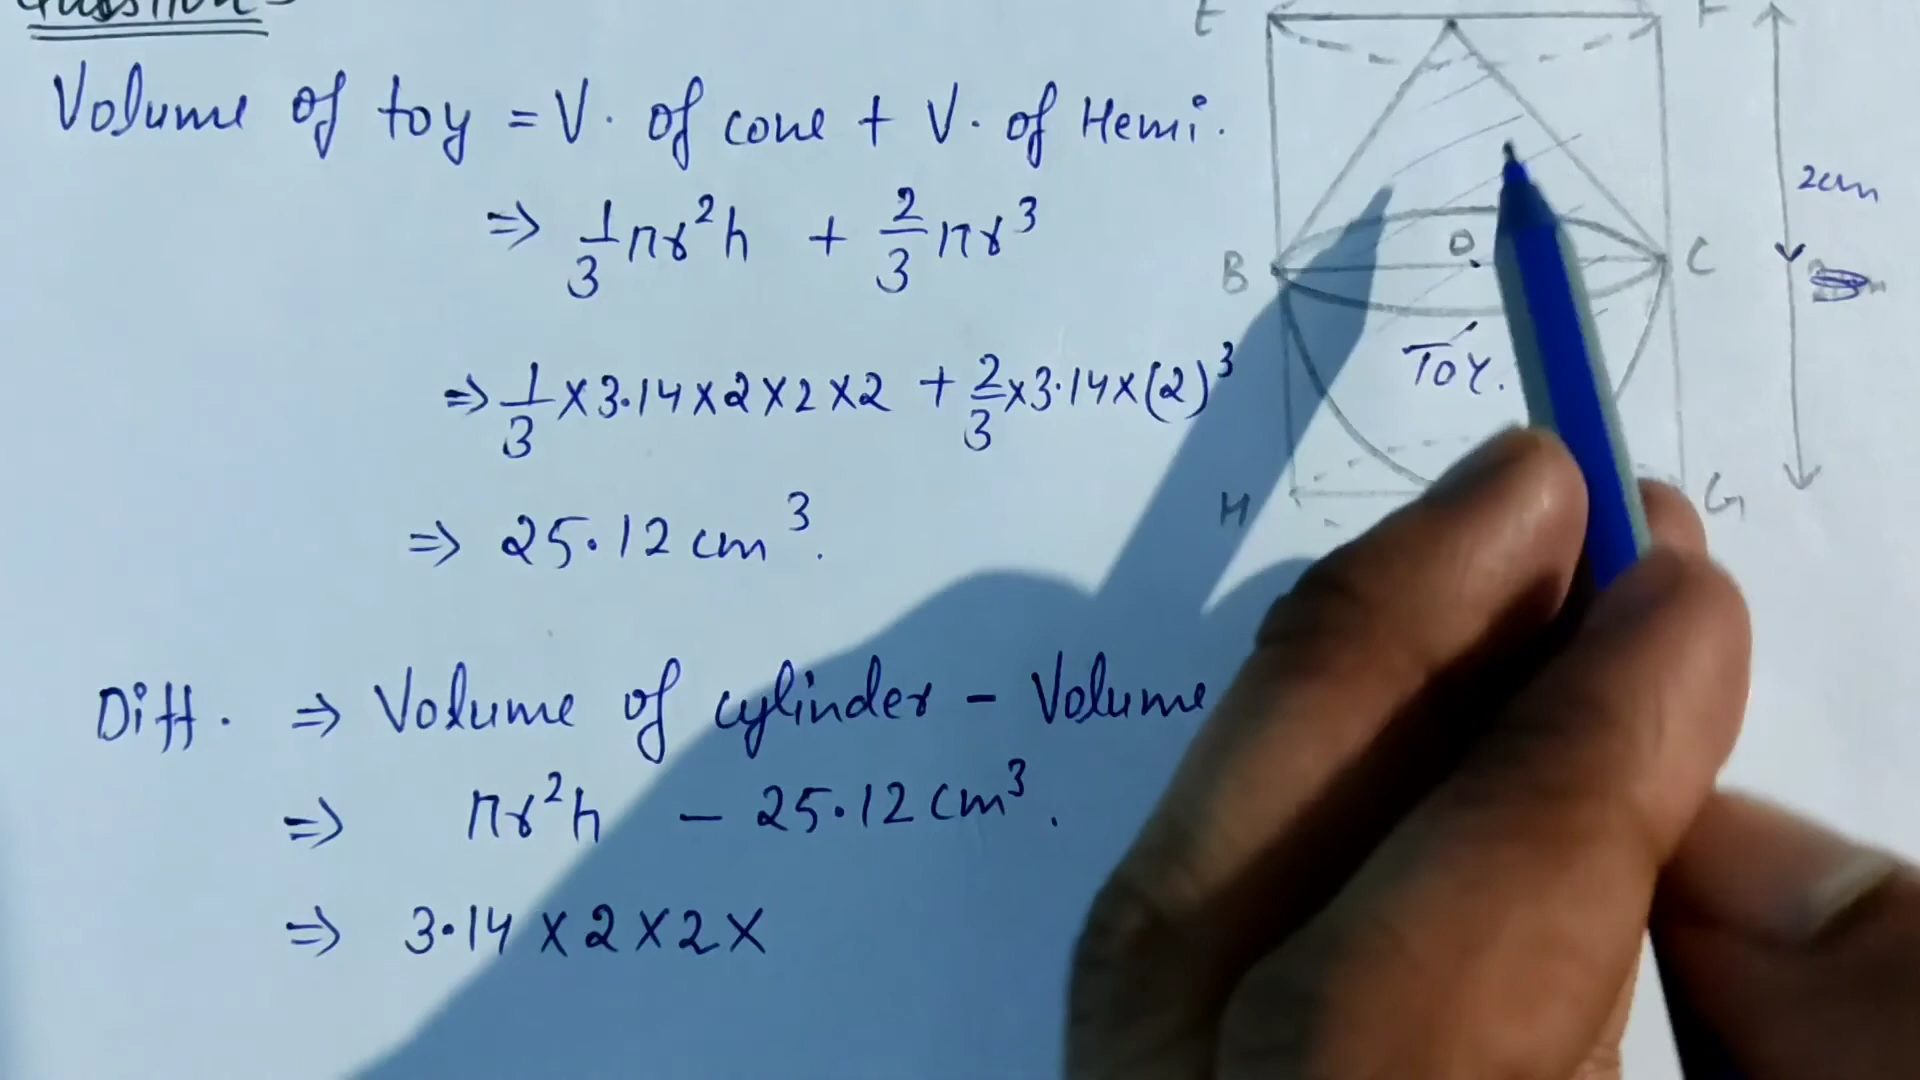 Question-
Volume of toy = V. of cone + V. of Hemi.
⇒ 1/3 πr²h + 2/3 πr³
⇒ 1/3 × 3.14 × 2 × 2 × 2 + 2/3 × 3.14 × (2)³
⇒ 25.12 cm³.
Diff. ⇒ Volume of cylinder - Volume
⇒ πr²h - 25.12 cm³.
⇒ 3.14 × 2 × 2 ×
E F
2cm
B O C
TOY.
H G